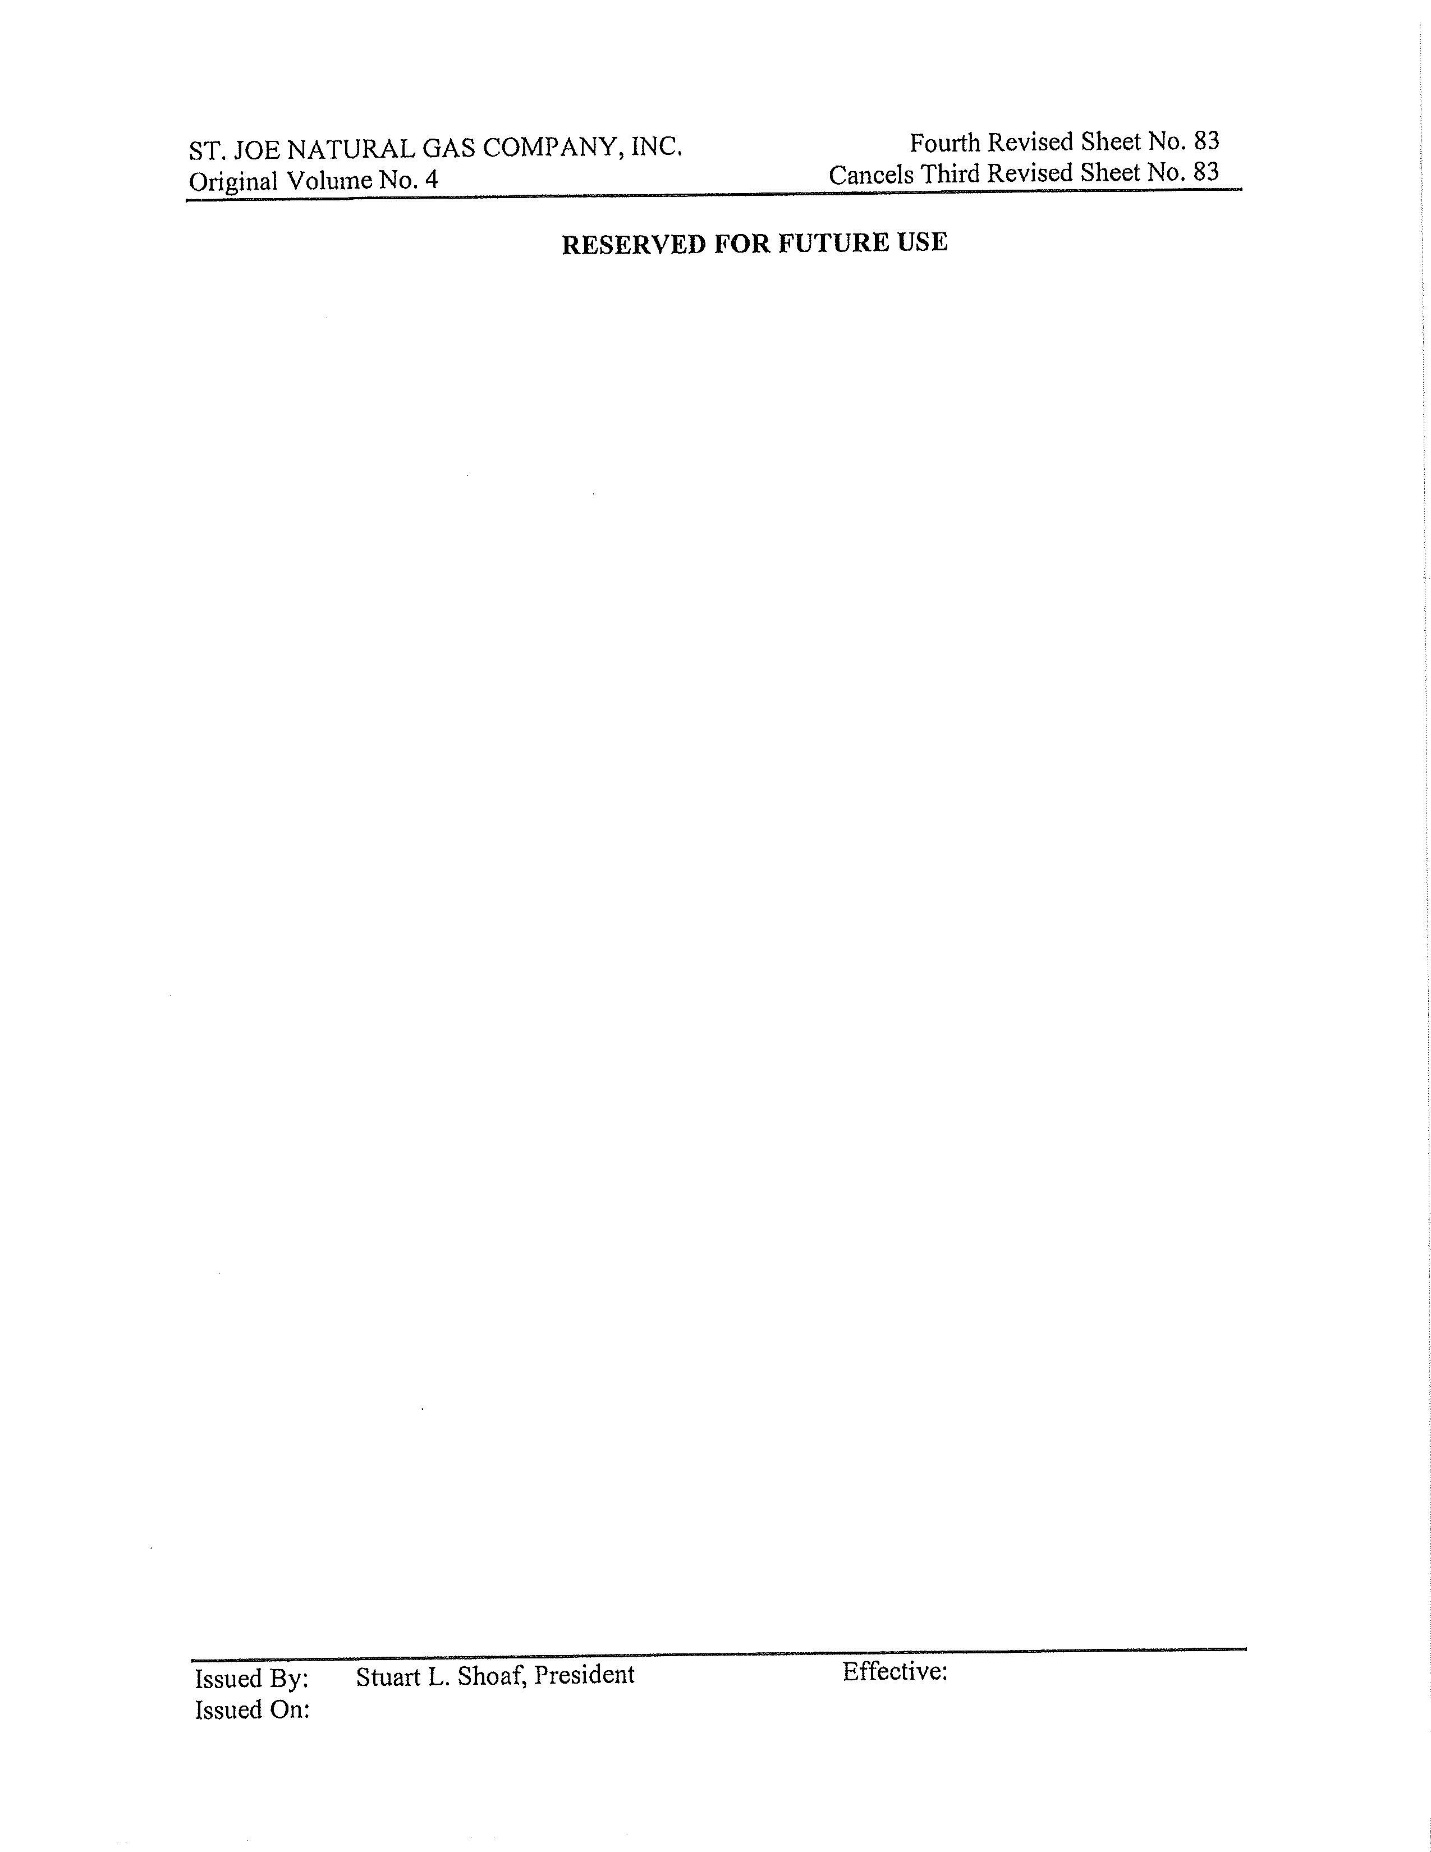 ST. JOE NATURAL GAS COMPANY, INC.
Original Volume No. 4
Fourth Revised Sheet No. 83
Cancels Third Revised Sheet No. 83
RESERVED FOR FUTURE USE
Issued By: Stuart L. Shoaf, President
Issued On:
Effective: